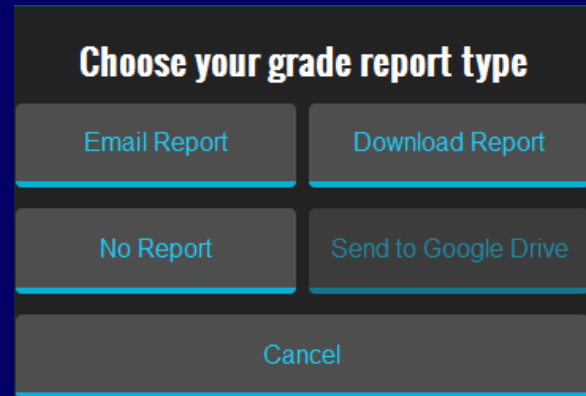 Choose your grade report type
Email Report
Download Report
No Report
Send to Google Drive
Cancel